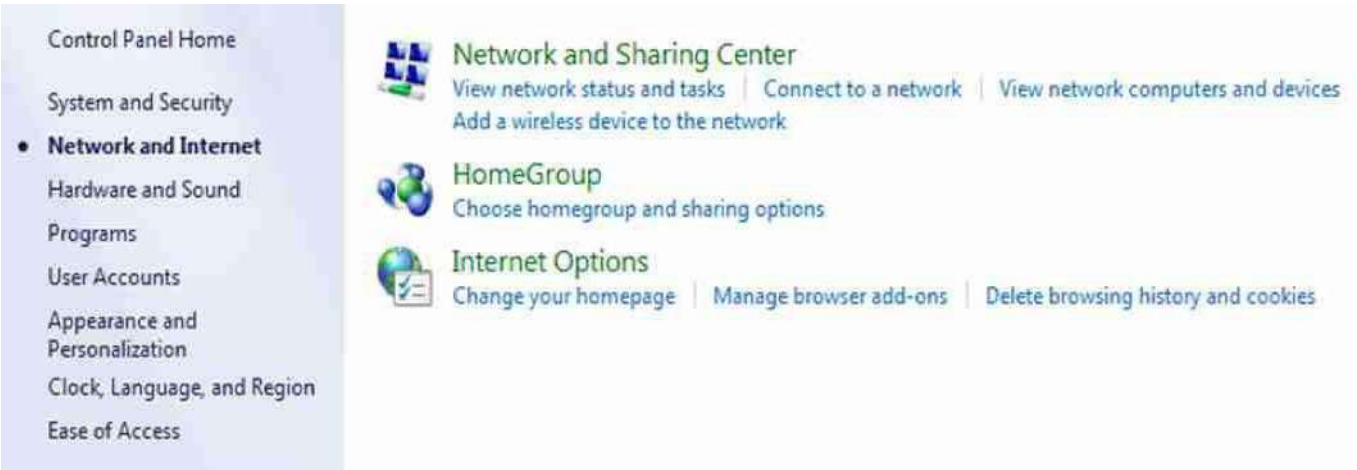 Control Panel Home
System and Security
Network and Internet
Hardware and Sound
Programs
User Accounts
Appearance and
Personalization
Clock, Language, and Region
Ease of Access
Network and Sharing Center
View network status and tasks | Connect to a network | View network computers and devices
Add a wireless device to the network
HomeGroup
Choose homegroup and sharing options
Internet Options
Change your homepage | Manage browser add-ons | Delete browsing history and cookies